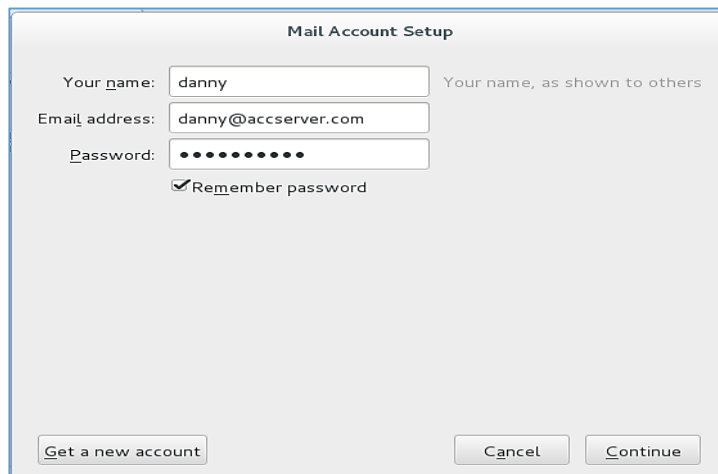 Mail Account Setup
Your name: danny Your name, as shown to others
Email address: danny@accserver.com
Password: ••••••••••
Remember password
Get a new account Cancel Continue